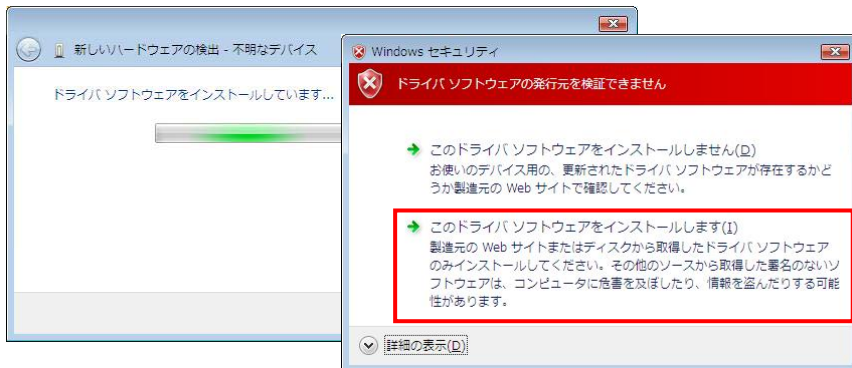 新しいハードウェアの検出 - 不明なデバイス
ドライバ ソフトウェアをインストールしています...
Windows セキュリティ
ドライバ ソフトウェアの発行元を検証できません
このドライバ ソフトウェアをインストールしません(D)
お使いのデバイス用の、更新されたドライバ ソフトウェアが存在するかど
うか製造元の Web サイトで確認してください。
このドライバ ソフトウェアをインストールします(I)
製造元の Web サイトまたはディスクから取得したドライバ ソフトウェア
のみインストールしてください。その他のソースから取得した署名のないソ
フトウェアは、コンピュータに危害を及ぼしたり、情報を盗んだりする可能
性があります。
詳細の表示(D)